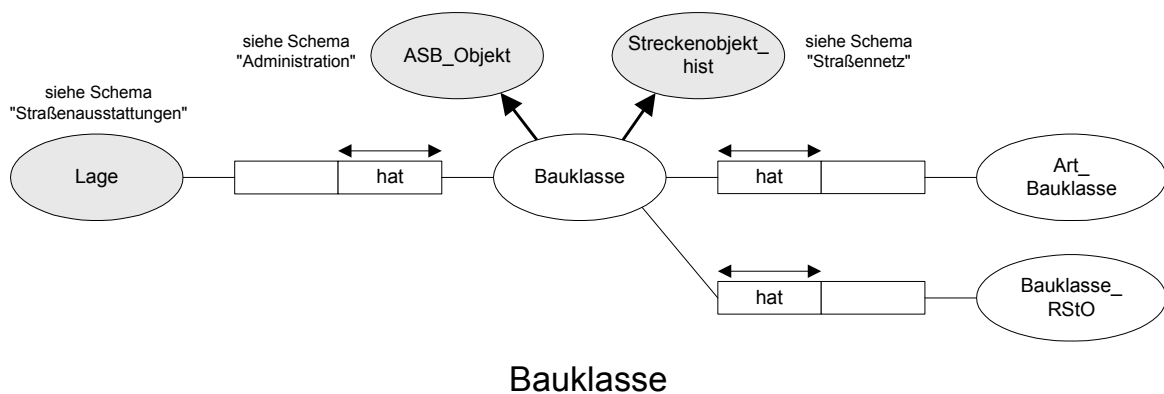 siehe Schema
"Administration"
ASB_Objekt
Streckenobjekt_
hist
siehe Schema
"Straßennetz"
siehe Schema
"Straßenausstattungen"
Lage
hat
Bauklasse
hat
Art_
Bauklasse
hat
Bauklasse_
RStO
Bauklasse